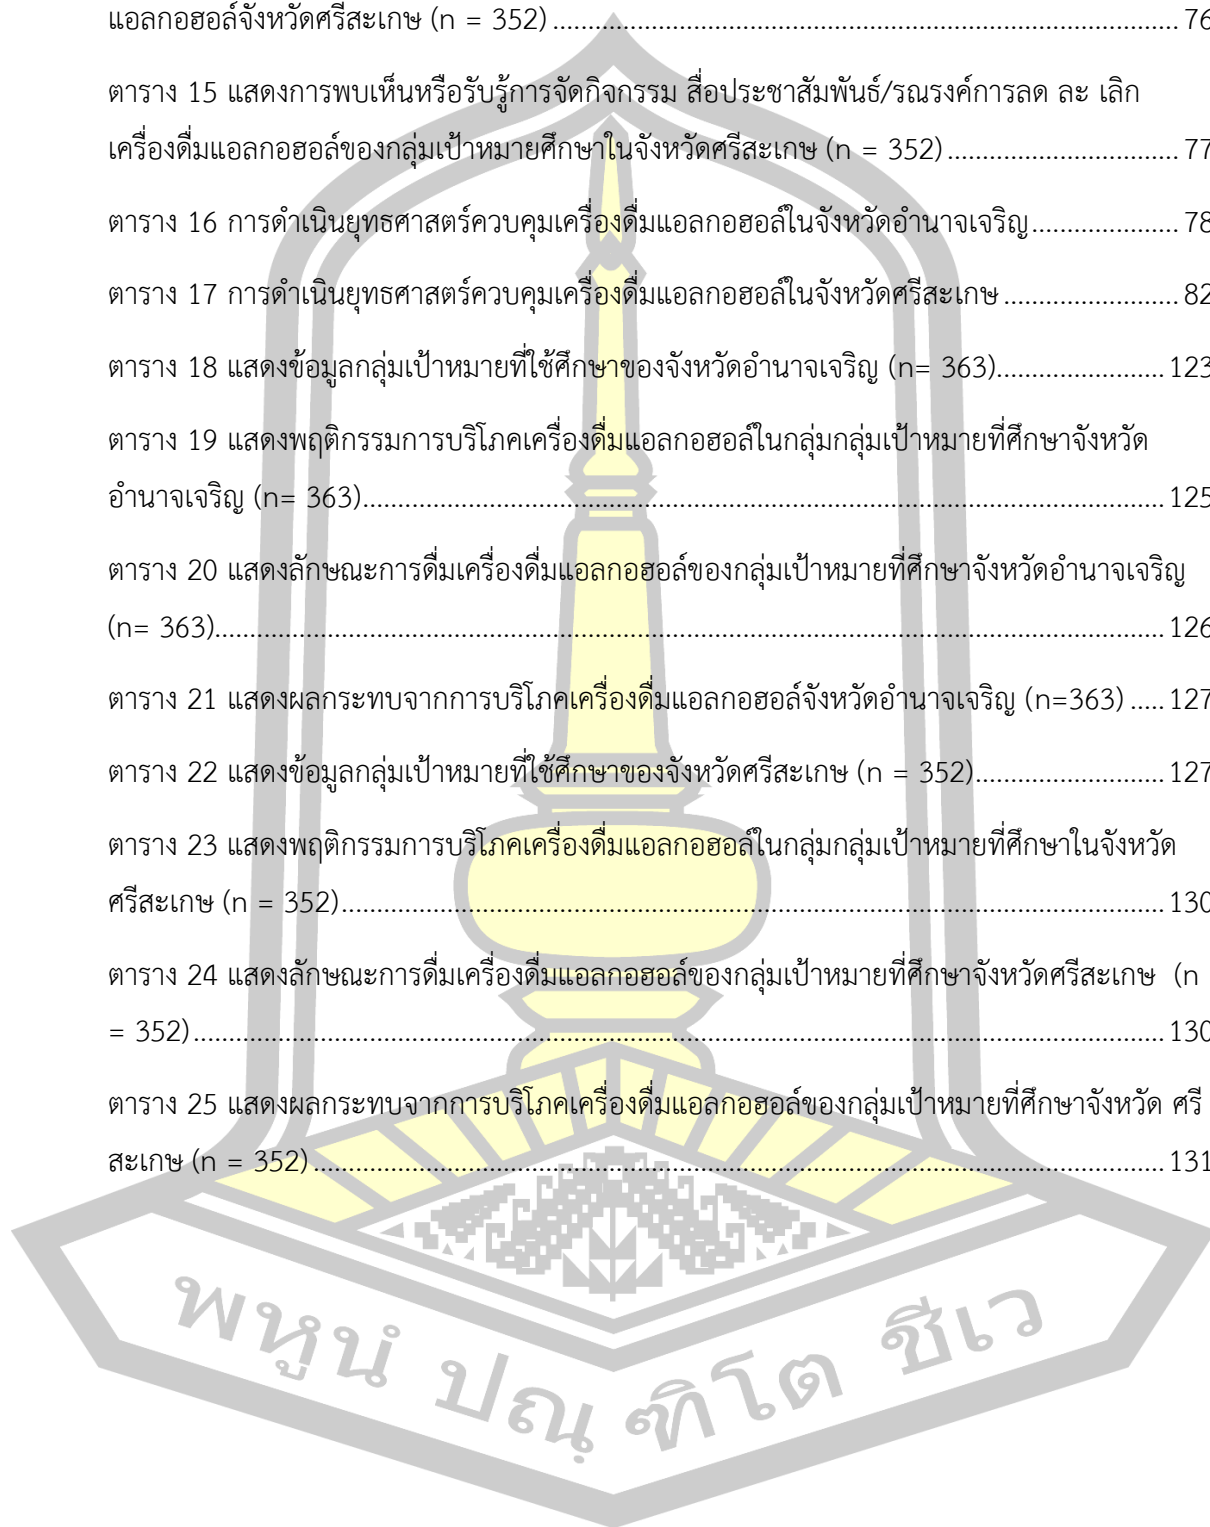 แอลกอฮอล์จังหวัดศรีสะเกษ (n = 352) ........................................................................................ 76
ตาราง 15 แสดงการพบเห็นหรือรับรู้การจัดกิจกรรม สื่อประชาสัมพันธ์/รณรงค์การลด ละ เลิก
เครื่องดื่มแอลกอฮอล์ของกลุ่มเป้าหมายศึกษาในจังหวัดศรีสะเกษ (n = 352) ................................. 77
ตาราง 16 การดำเนินยุทธศาสตร์ควบคุมเครื่องดื่มแอลกอฮอล์ในจังหวัดอำนาจเจริญ ..................... 78
ตาราง 17 การดำเนินยุทธศาสตร์ควบคุมเครื่องดื่มแอลกอฮอล์ในจังหวัดศรีสะเกษ ......................... 82
ตาราง 18 แสดงข้อมูลกลุ่มเป้าหมายที่ใช้ศึกษาของจังหวัดอำนาจเจริญ (n= 363)........................ 123
ตาราง 19 แสดงพฤติกรรมการบริโภคเครื่องดื่มแอลกอฮอล์ในกลุ่มกลุ่มเป้าหมายที่ศึกษาจังหวัด
อำนาจเจริญ (n= 363)................................................................................................................ 125
ตาราง 20 แสดงลักษณะการดื่มเครื่องดื่มแอลกอฮอล์ของกลุ่มเป้าหมายที่ศึกษาจังหวัดอำนาจเจริญ
(n= 363)..................................................................................................................................... 126
ตาราง 21 แสดงผลกระทบจากการบริโภคเครื่องดื่มแอลกอฮอล์จังหวัดอำนาจเจริญ (n=363) ..... 127
ตาราง 22 แสดงข้อมูลกลุ่มเป้าหมายที่ใช้ศึกษาของจังหวัดศรีสะเกษ (n = 352)........................... 127
ตาราง 23 แสดงพฤติกรรมการบริโภคเครื่องดื่มแอลกอฮอล์ในกลุ่มกลุ่มเป้าหมายที่ศึกษาในจังหวัด
ศรีสะเกษ (n = 352)................................................................................................................... 130
ตาราง 24 แสดงลักษณะการดื่มเครื่องดื่มแอลกอฮอล์ของกลุ่มเป้าหมายที่ศึกษาจังหวัดศรีสะเกษ (n
= 352)........................................................................................................................................ 130
ตาราง 25 แสดงผลกระทบจากการบริโภคเครื่องดื่มแอลกอฮอล์ของกลุ่มเป้าหมายที่ศึกษาจังหวัด ศรี
สะเกษ (n = 352) ....................................................................................................................... 131
พหูนํ ปณฺฑิโต ชีเว